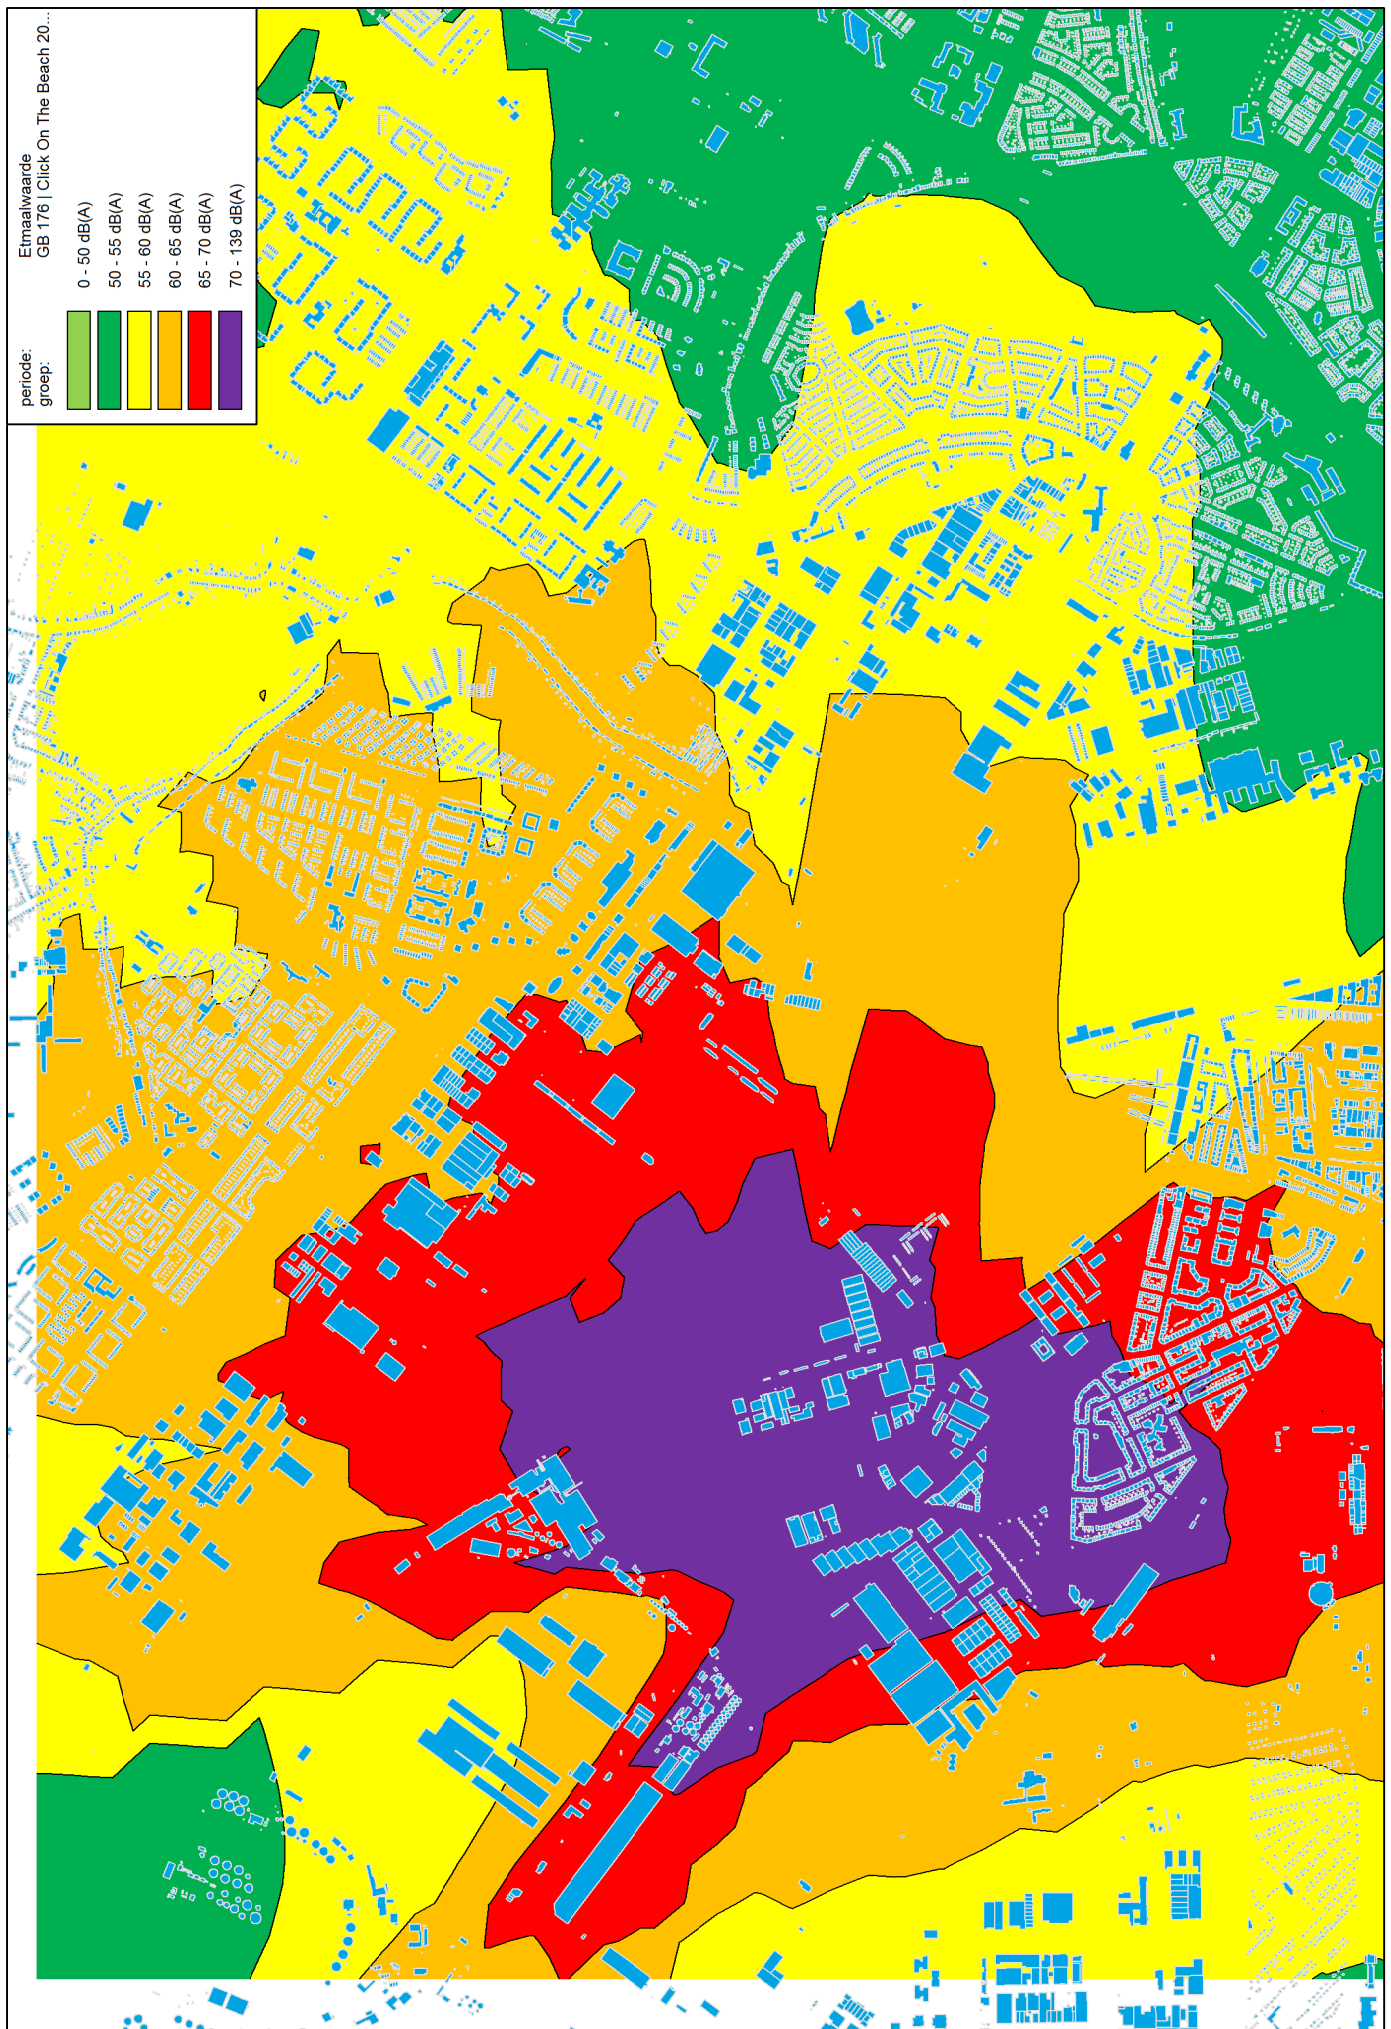 periode: Etmaalwaarde
groep: GB 176 | Click On The Beach 20...
0 - 50 dB(A)
50 - 55 dB(A)
55 - 60 dB(A)
60 - 65 dB(A)
65 - 70 dB(A)
70 - 139 dB(A)